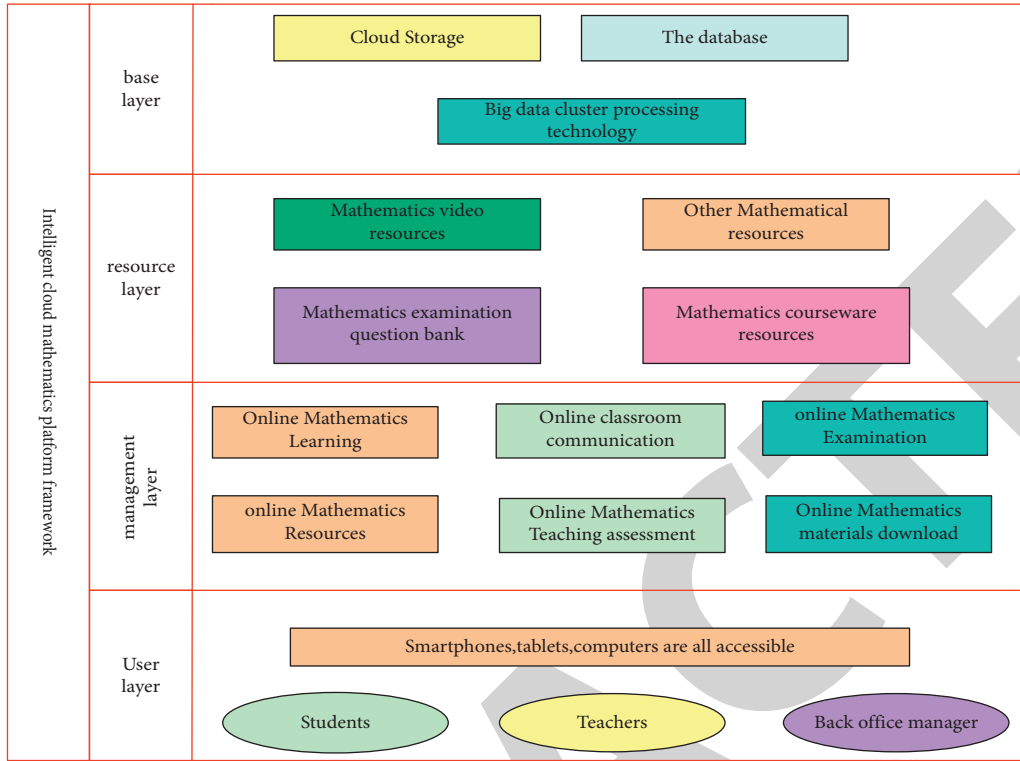 Intelligent cloud mathematics platform framework
base
layer
Cloud Storage
The database
Big data cluster processing
technology
resource
layer
Mathematics video
resources
Other Mathematical
resources
Mathematics examination
question bank
Mathematics courseware
resources
management
layer
Online Mathematics
Learning
Online classroom
communication
online Mathematics
Examination
online Mathematics
Resources
Online Mathematics
Teaching assessment
Online Mathematics
materials download
User
layer
Smartphones,tablets,computers are all accessible
Students
Teachers
Back office manager